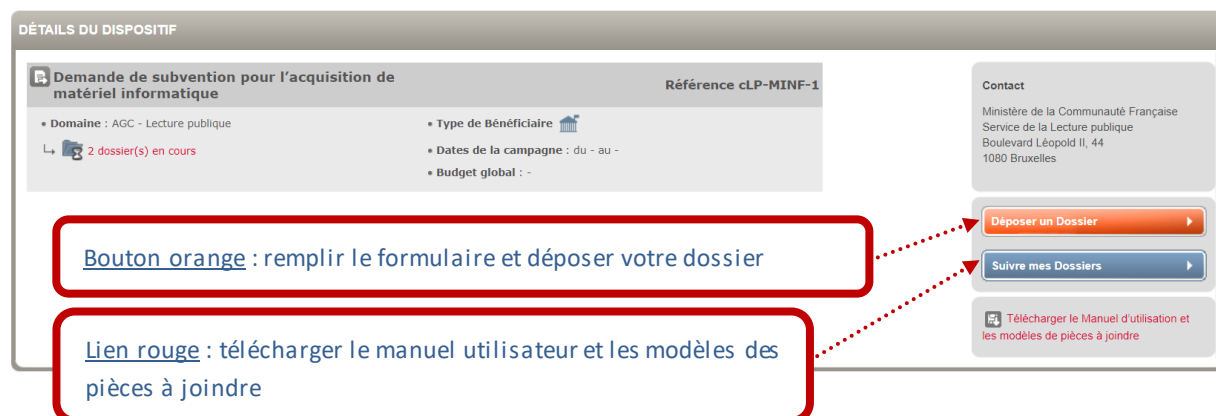 DÉTAILS DU DISPOSITIF
Demande de subvention pour l’acquisition de
matériel informatique
Référence cLP-MINF-1
• Domaine : AGC - Lecture publique
2 dossier(s) en cours
• Type de Bénéficiaire
• Dates de la campagne : du - au -
• Budget global : -
Contact
Ministère de la Communauté Française
Service de la Lecture publique
Boulevard Léopold II, 44
1080 Bruxelles
Bouton orange : remplir le formulaire et déposer votre dossier
Déposer un Dossier
Suivre mes Dossiers
Lien rouge : télécharger le manuel utilisateur et les modèles des
pièces à joindre
Télécharger le Manuel d'utilisation et
les modèles de pièces à joindre